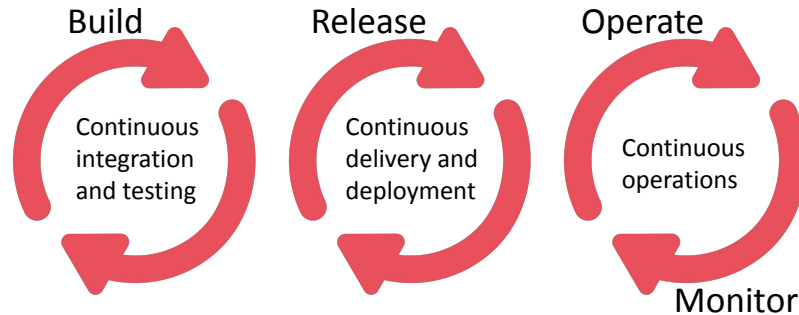 Build
Release
Operate
Continuous
integration
and testing
Continuous
delivery and
deployment
Continuous
operations
Monitor